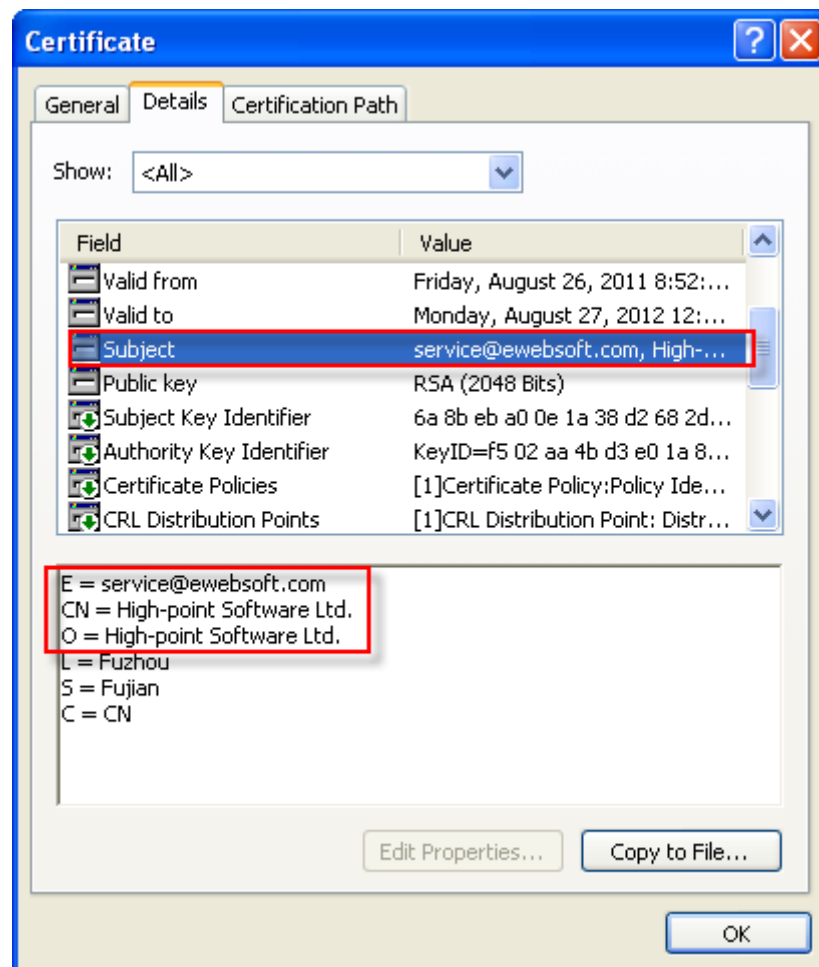 Certificate
General Details Certification Path
Show: <All>
Field Value
Valid from Friday, August 26, 2011 8:52:...
Valid to Monday, August 27, 2012 12:...
Subject service@ewebsoft.com, High-...
Public key RSA (2048 Bits)
Subject Key Identifier 6a 8b eb a0 0e 1a 38 d2 68 2d...
Authority Key Identifier KeyID=f5 02 aa 4b d3 e0 1a 8...
Certificate Policies [1]Certificate Policy:Policy Ide...
CRL Distribution Points [1]CRL Distribution Point: Distr...
E = service@ewebsoft.com
CN = High-point Software Ltd.
O = High-point Software Ltd.
L = Fuzhou
S = Fujian
C = CN
Edit Properties... Copy to File...
OK